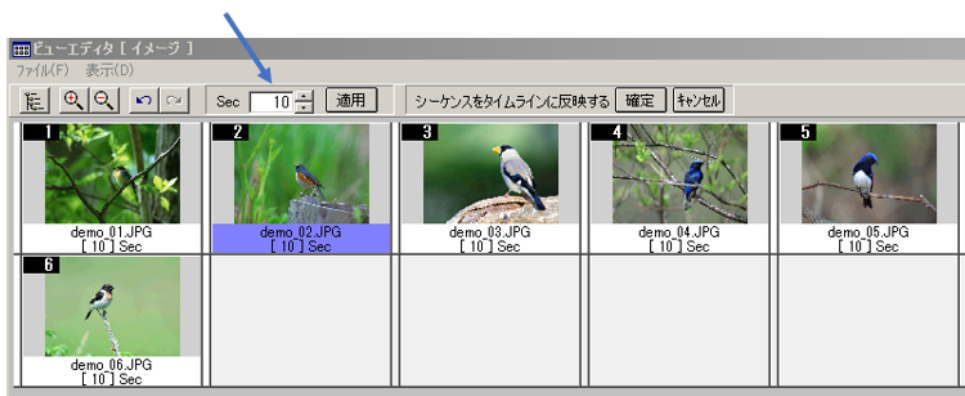 ビューエディタ [ イメージ ]
ファイル(F) 表示(D)
Sec 10 適用 シーケンスをタイムラインに反映する 確定 キャンセル
1 2 3 4 5
demo_01.JPG demo_02.JPG demo_03.JPG demo_04.JPG demo_05.JPG
[ 10 ] Sec [ 10 ] Sec [ 10 ] Sec [ 10 ] Sec [ 10 ] Sec
6
demo_06.JPG
[ 10 ] Sec